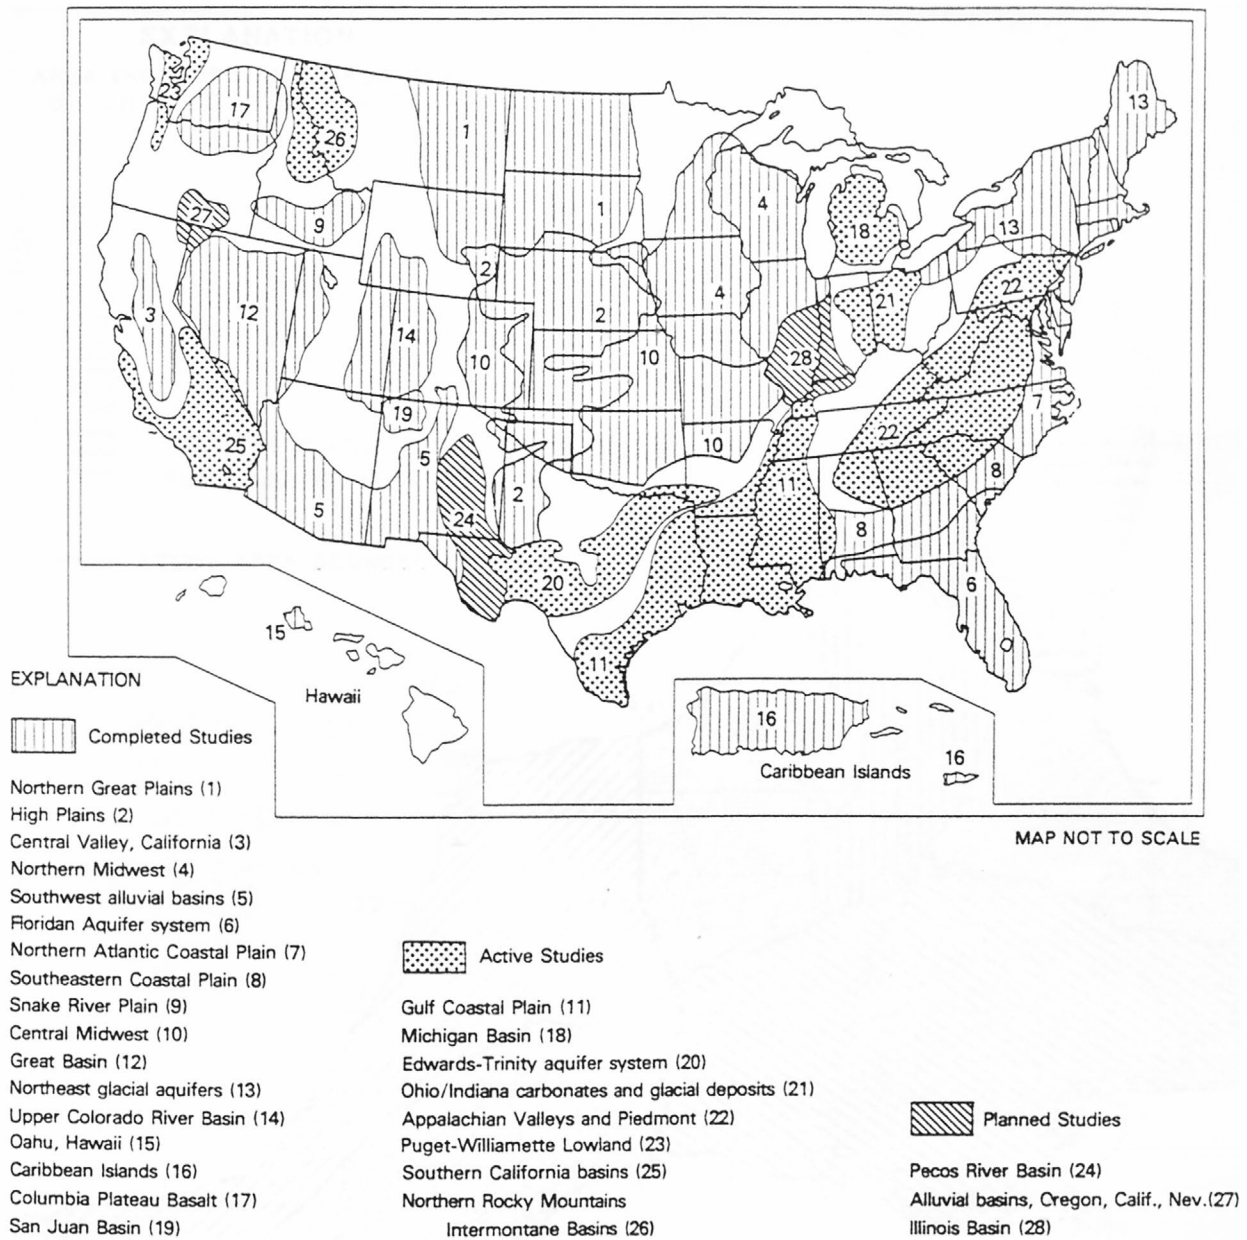 23
17
26
1
13
27
9
1
4
18
13
2
22
21
3
12
14
2
4
10
10
28
19
7
25
5
10
22
8
5
2
24
11
8
20
6
15
11
Hawaii
16
16
Caribbean Islands
MAP NOT TO SCALE
EXPLANATION
Completed Studies
Northern Great Plains (1)
High Plains (2)
Central Valley, California (3)
Northern Midwest (4)
Southwest alluvial basins (5)
Floridan Aquifer system (6)
Northern Atlantic Coastal Plain (7)
Southeastern Coastal Plain (8)
Snake River Plain (9)
Central Midwest (10)
Great Basin (12)
Northeast glacial aquifers (13)
Upper Colorado River Basin (14)
Oahu, Hawaii (15)
Caribbean Islands (16)
Columbia Plateau Basalt (17)
San Juan Basin (19)
Active Studies
Gulf Coastal Plain (11)
Michigan Basin (18)
Edwards-Trinity aquifer system (20)
Ohio/Indiana carbonates and glacial deposits (21)
Appalachian Valleys and Piedmont (22)
Puget-Williamette Lowland (23)
Southern California basins (25)
Northern Rocky Mountains
Intermontane Basins (26)
Planned Studies
Pecos River Basin (24)
Alluvial basins, Oregon, Calif., Nev.(27)
Illinois Basin (28)